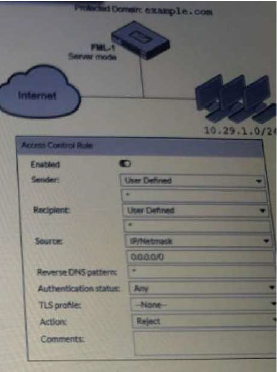 Protected Domain: example.com
FML-1
Server mode
Internet
10.29.1.0/24
Access Control Rule
Enabled
Sender: User Defined
*
Recipient: User Defined
*
Source: IP/Netmask
0.0.0.0/0
Reverse DNS pattern: *
Authentication status: Any
TLS profile: --None--
Action: Reject
Comments: